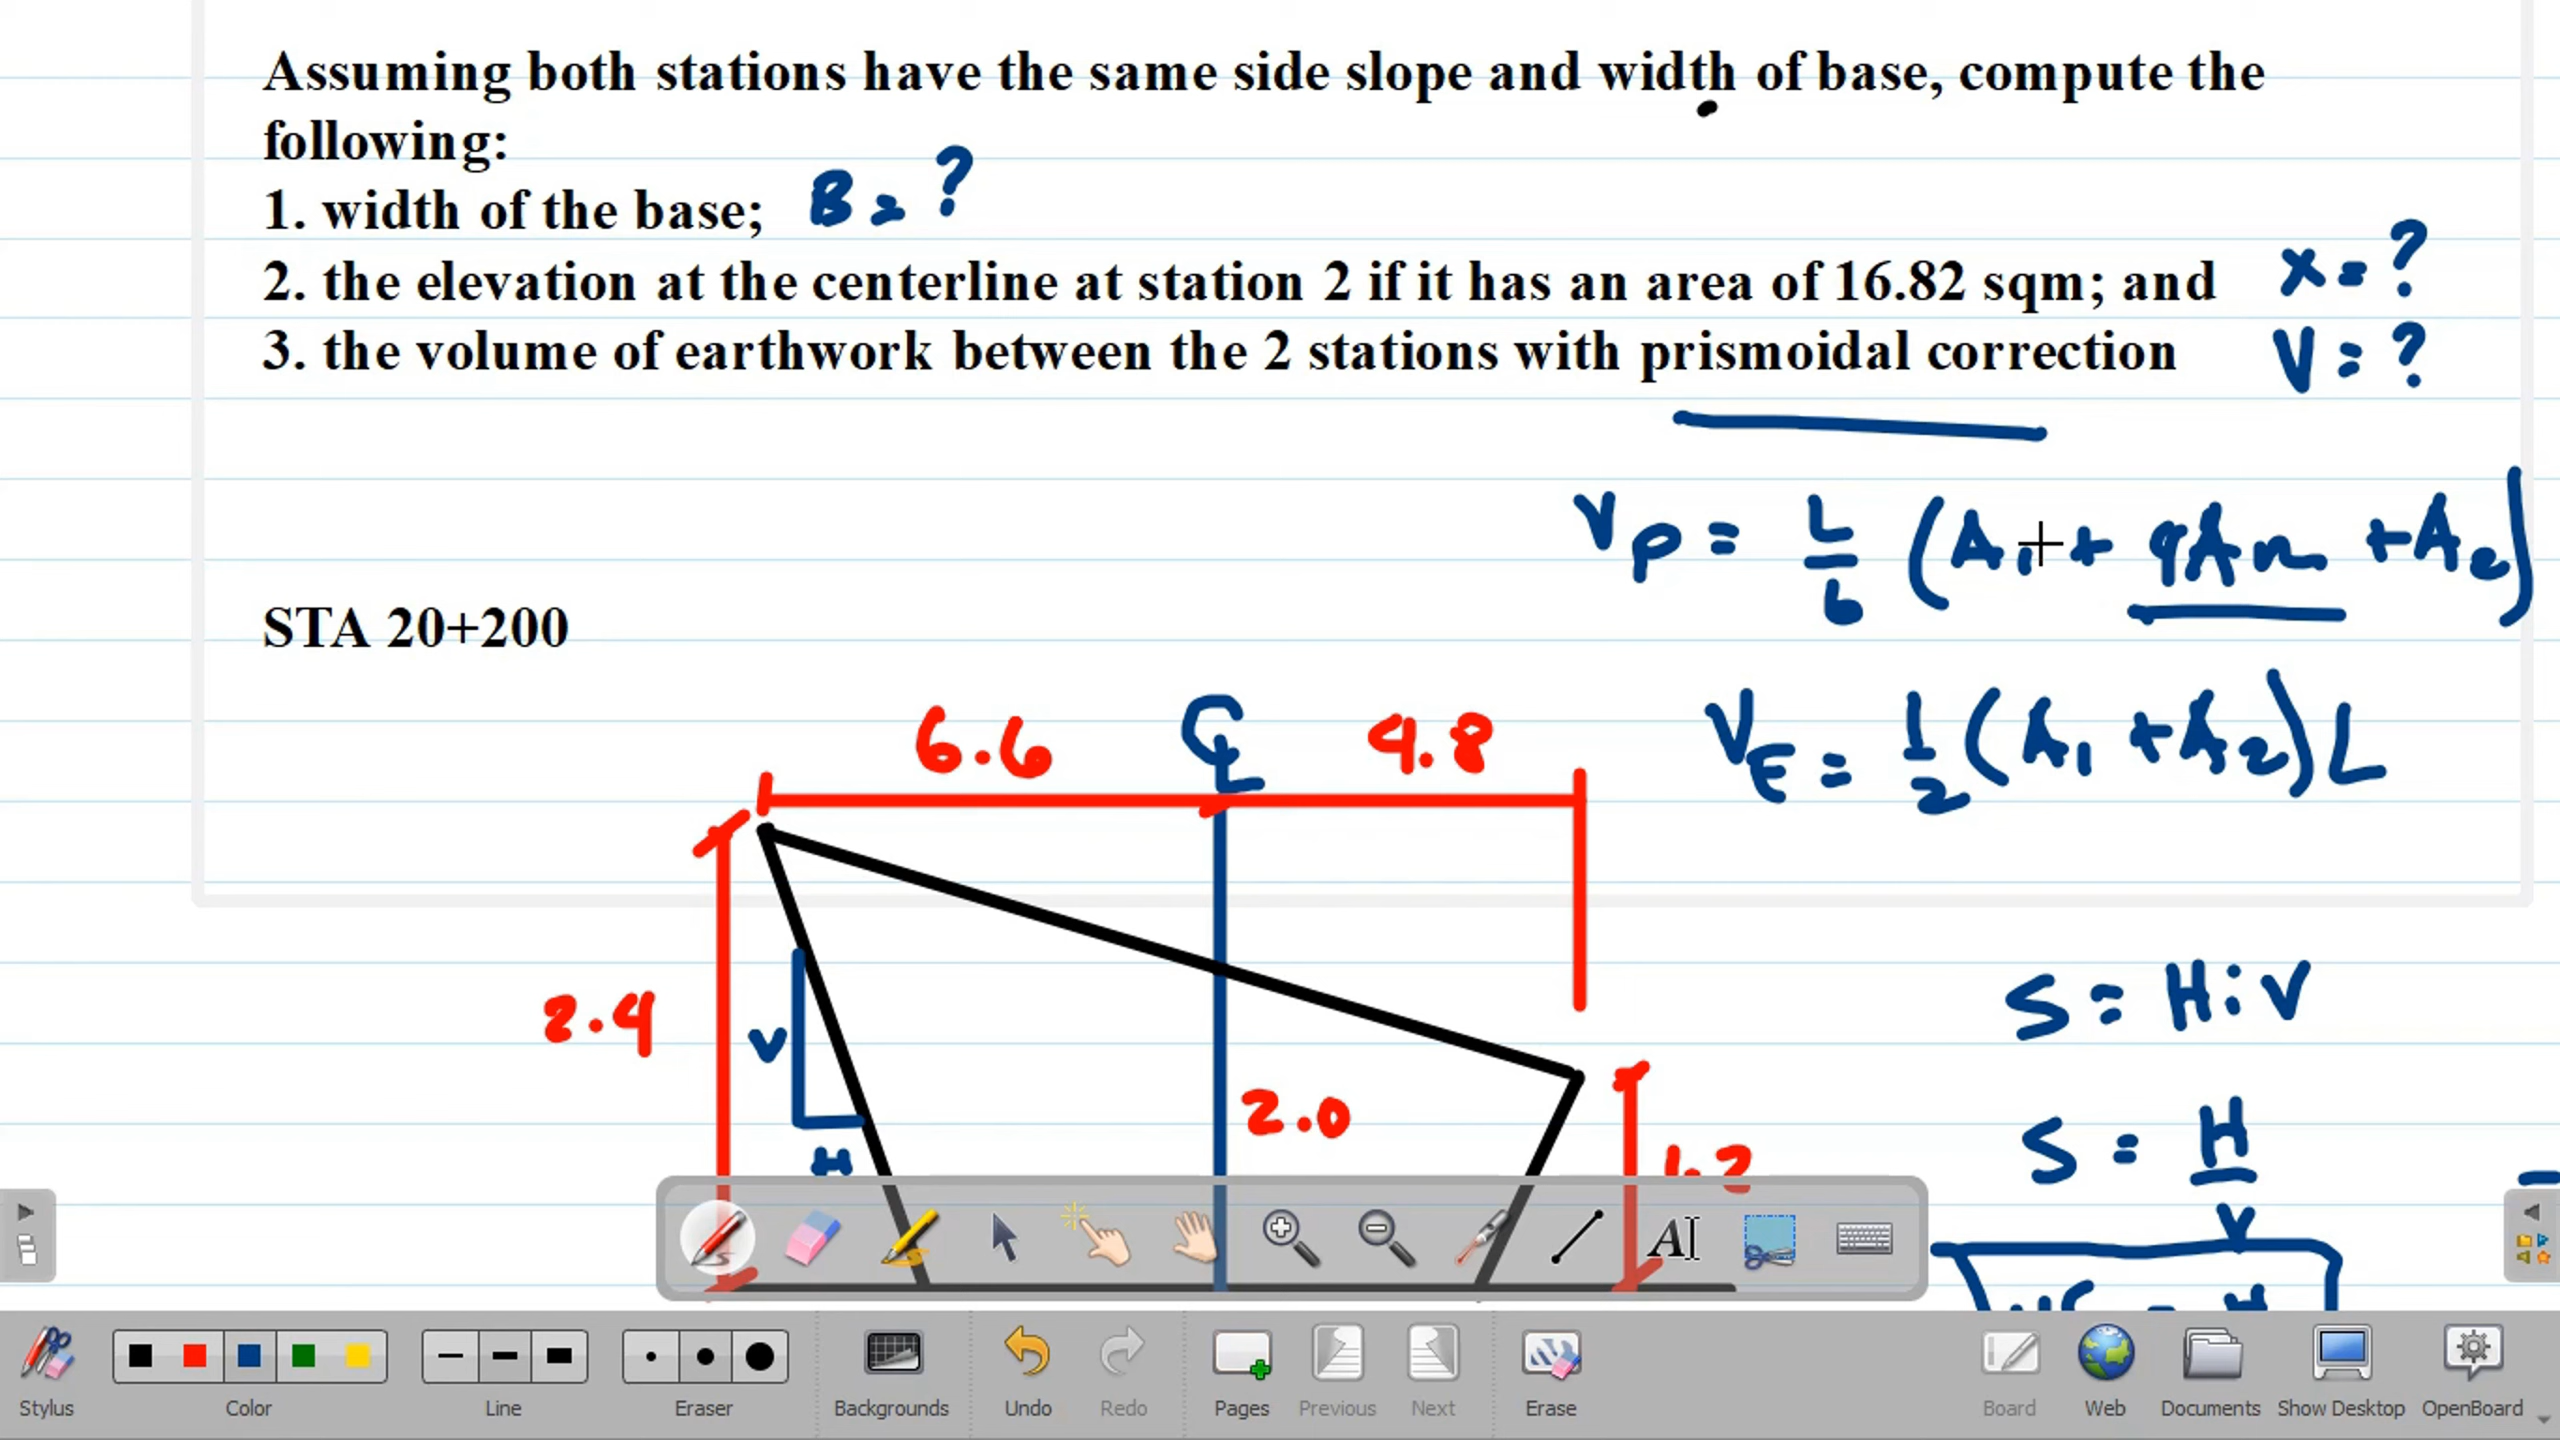 Assuming both stations have the same side slope and width of base, compute the
following:
1. width of the base; B = ?
2. the elevation at the centerline at station 2 if it has an area of 16.82 sqm; and x = ?
3. the volume of earthwork between the 2 stations with prismoidal correction V = ?
Vp = L/6 (A1 + 4Am + A2)
STA 20+200
6.6 CL 4.8
VE = 1/2 (A1 + A2) L
2.4
V
H
2.0
S = H:V
S = H/V
Stylus
Color
Line
Eraser
Backgrounds
Undo
Redo
Pages
Previous
Next
Erase
Board
Web
Documents
Show Desktop
OpenBoard